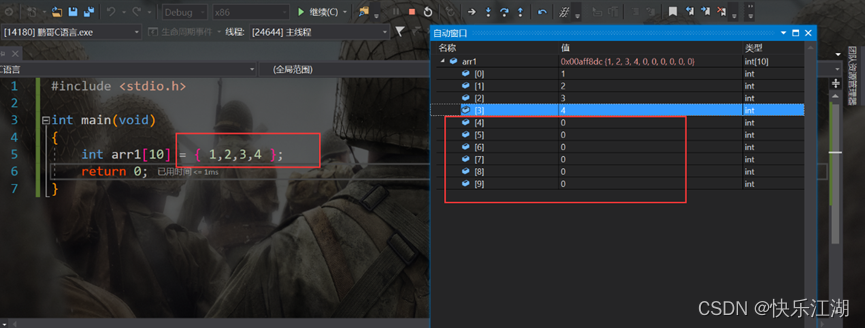 Debug x86 继续(C)
[14180] 鹏哥C语言.exe 生命周期事件 线程: [24644] 主线程
C语言 (全局范围)
1 #include <stdio.h>
2
3 int main(void)
4 {
5 int arr1[10] = { 1,2,3,4 };
6 return 0; 已用时间 <= 1ms
7 }
自动窗口
名称 值 类型
arr1 0x00aff8dc {1, 2, 3, 4, 0, 0, 0, 0, 0, 0} int[10]
[0] 1 int
[1] 2 int
[2] 3 int
[3] 4 int
[4] 0 int
[5] 0 int
[6] 0 int
[7] 0 int
[8] 0 int
[9] 0 int
团队资源管理器
CSDN @快乐江湖